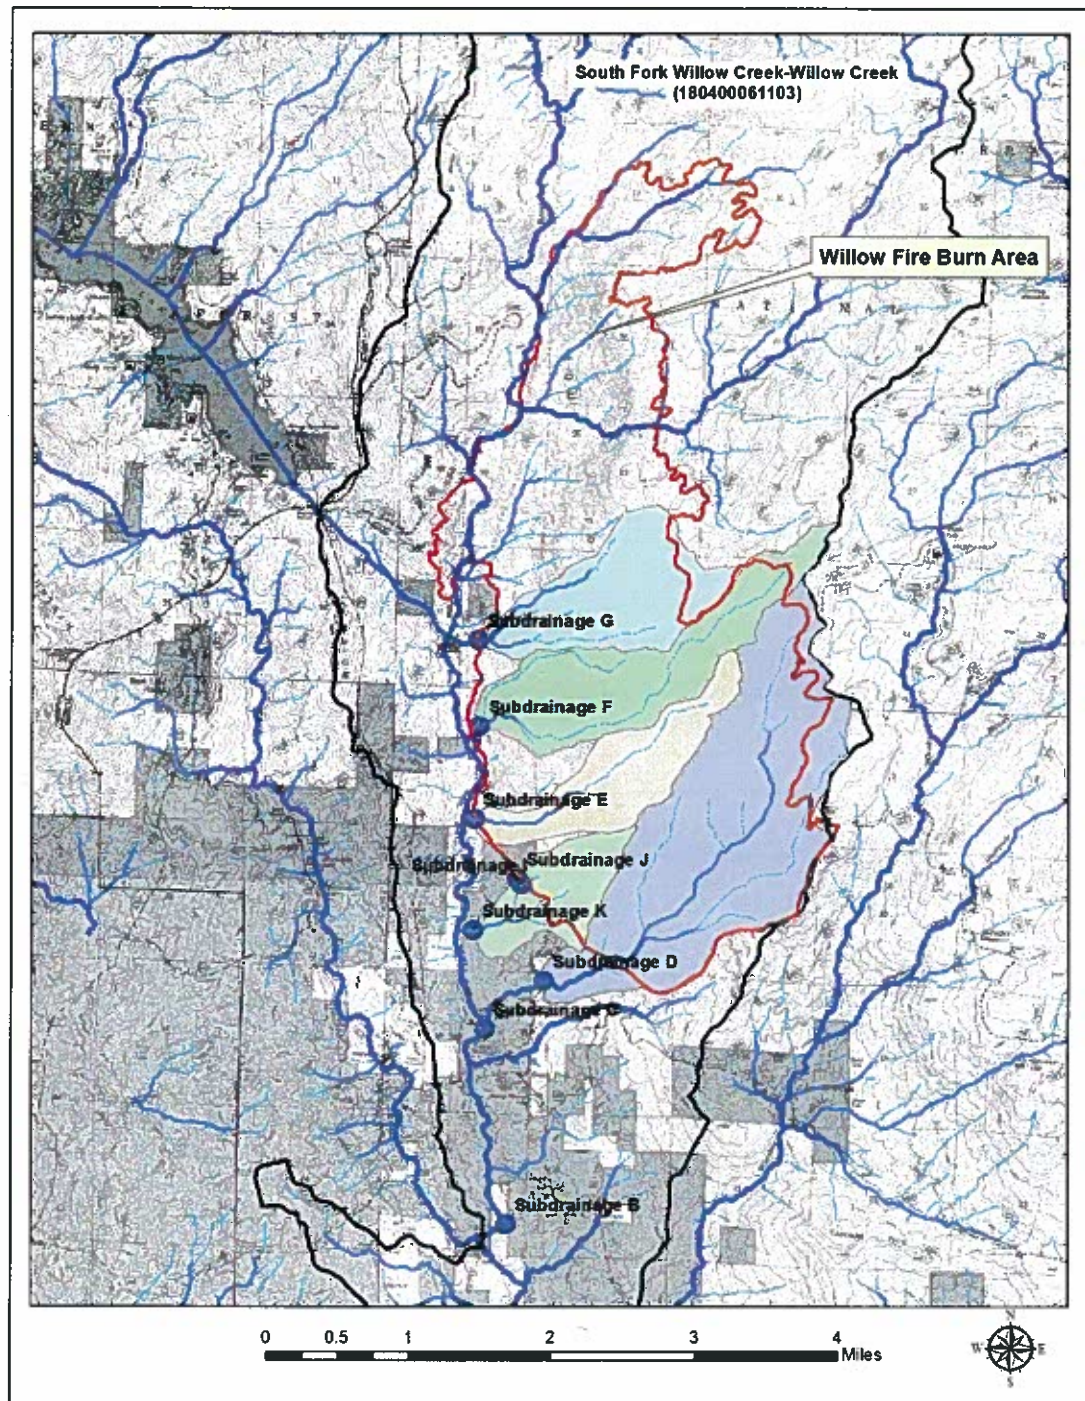 South Fork Willow Creek-Willow Creek
(180400061103)
Willow Fire Burn Area
Subdrainage G
Subdrainage F
Subdrainage E
Subdrainage J
Subdrainage K
Subdrainage D
Subdrainage C
Subdrainage B
0 0.5 1 2 3 4
Miles
N
W E
S